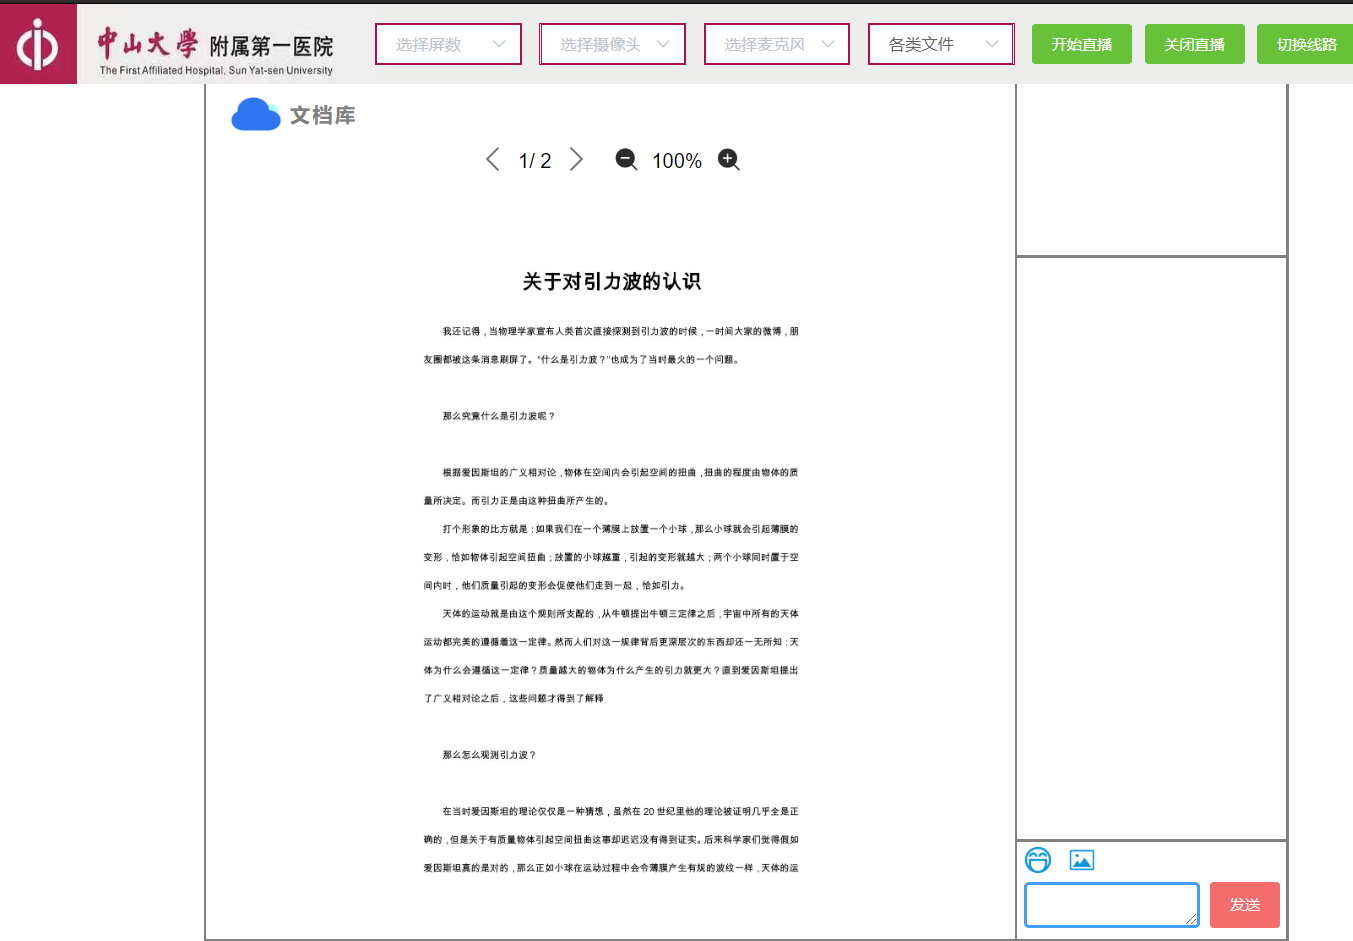 中山大學 附属第一医院
The First Affiliated Hospital, Sun Yat-sen University
选择屏数
选择摄像头
选择麦克风
各类文件
开始直播
关闭直播
切换线路
文档库
1/ 2
100%
关于对引力波的认识
我还记得，当物理学家宣布人类首次直接探测到引力波的时候，一时间大家的微博，朋
友圈都被这条消息刷屏了。“什么是引力波？”也成为了当时最火的一个问题。
那么究竟什么是引力波呢？
根据爱因斯坦的广义相对论，物体在空间内会引起空间的扭曲，扭曲的程度由物体的质
量所决定。而引力正是由这种扭曲所产生的。
打个形象的比方就是：如果我们在一个薄膜上放置一个小球，那么小球就会引起薄膜的
变形，恰如物体引起空间扭曲；放置的小球越重，引起的变形就越大；两个小球同时置于空
间内时，他们质量引起的变形会促使他们走到一起，恰如引力。
天体的运动就是由这个规则所支配的，从牛顿提出牛顿三定律之后，宇宙中所有的天体
运动都完美的遵循着这一定律。然而人们对这一规律背后更深层次的东西却还一无所知：天
体为什么会遵循这一定律？质量越大的物体为什么产生的引力就更大？直到爱因斯坦提出
了广义相对论之后，这些问题才得到了解释
那么怎么观测引力波？
在当时爱因斯坦的理论仅仅是一种猜想，虽然在 20 世纪里他的理论被证明几乎全是正
确的，但是关于有质量物体引起空间扭曲这事却迟迟没有得到证实。后来科学家们觉得假如
爱因斯坦真的是对的，那么正如小球在运动过程中会令薄膜产生有规的波纹一样，天体的运
发送